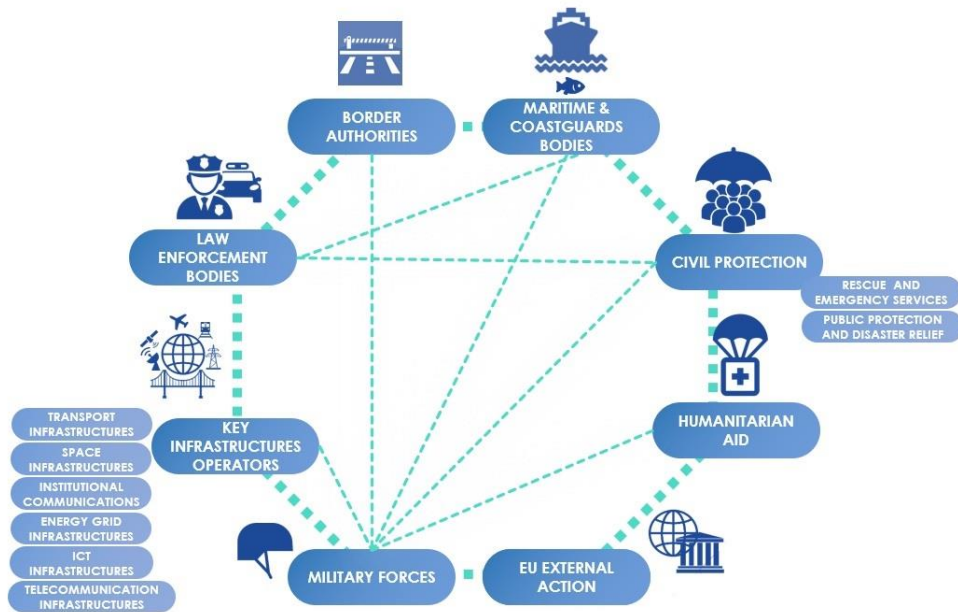 BORDER
AUTHORITIES
MARITIME &
COASTGUARDS
BODIES
LAW
ENFORCEMENT
BODIES
CIVIL PROTECTION
RESCUE AND
EMERGENCY SERVICES
PUBLIC PROTECTION
AND DISASTER RELIEF
KEY
INFRASTRUCTURES
OPERATORS
TRANSPORT
INFRASTRUCTURES
SPACE
INFRASTRUCTURES
INSTITUTIONAL
COMMUNICATIONS
ENERGY GRID
INFRASTRUCTURES
ICT
INFRASTRUCTURES
TELECOMMUNICATION
INFRASTRUCTURES
HUMANITARIAN
AID
MILITARY FORCES
EU EXTERNAL
ACTION